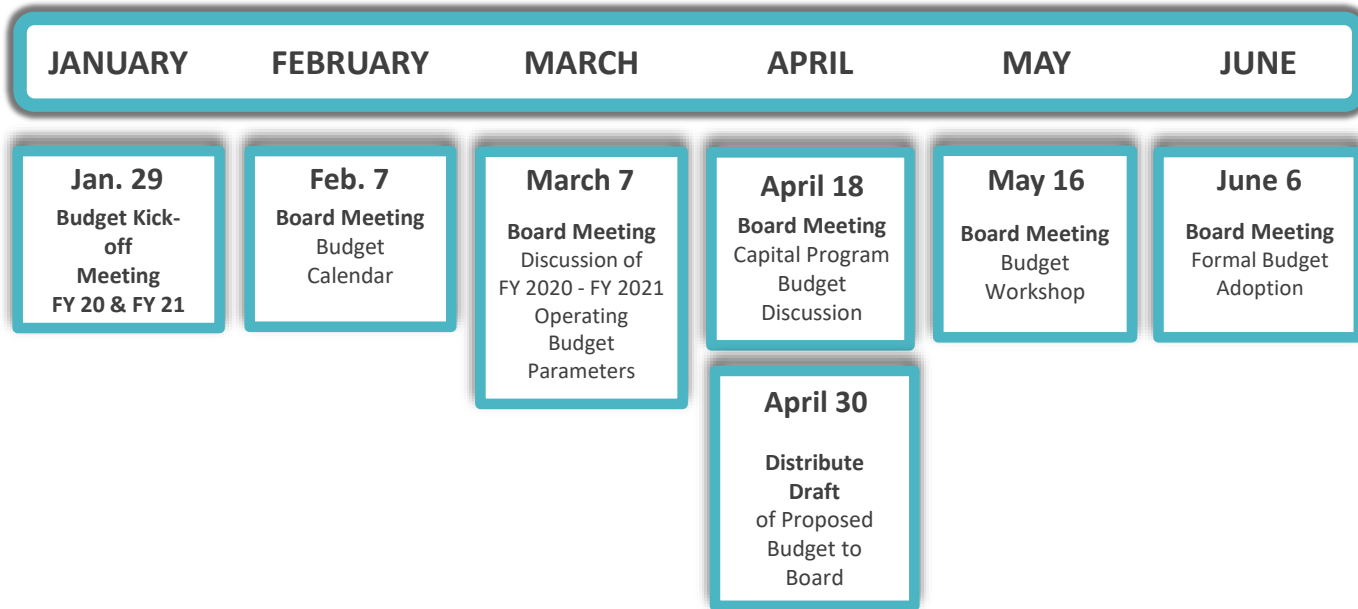 JANUARY FEBRUARY MARCH APRIL MAY JUNE
Jan. 29
Budget Kick-
off
Meeting
FY 20 & FY 21
Feb. 7
Board Meeting
Budget
Calendar
March 7
Board Meeting
Discussion of
FY 2020 - FY 2021
Operating
Budget
Parameters
April 18
Board Meeting
Capital Program
Budget
Discussion
April 30
Distribute
Draft
of Proposed
Budget to
Board
May 16
Board Meeting
Budget
Workshop
June 6
Board Meeting
Formal Budget
Adoption